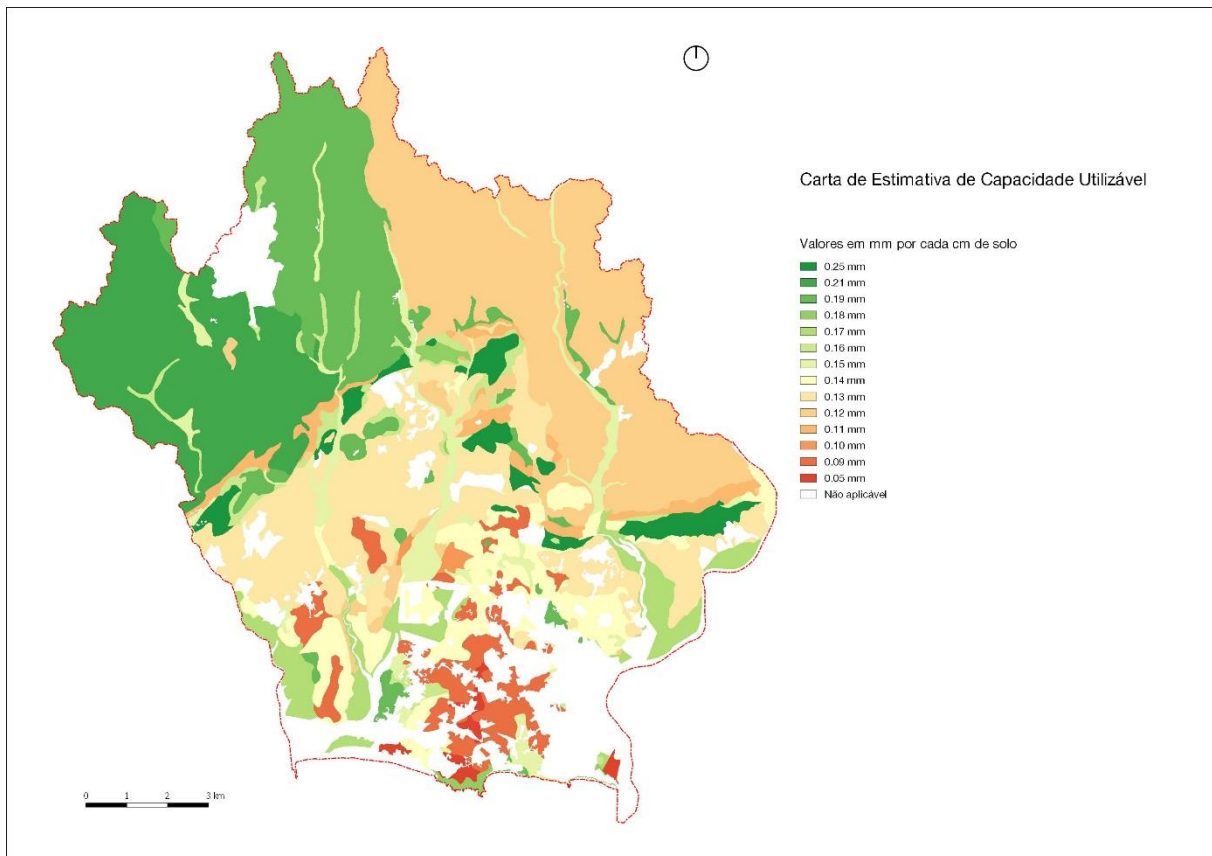 Carta de Estimativa de Capacidade Utilizável
Valores em mm por cada cm de solo
0.25 mm
0.21 mm
0.19 mm
0.18 mm
0.17 mm
0.16 mm
0.15 mm
0.14 mm
0.13 mm
0.12 mm
0.11 mm
0.10 mm
0.09 mm
0.05 mm
Não aplicável
0 1 2 3 km